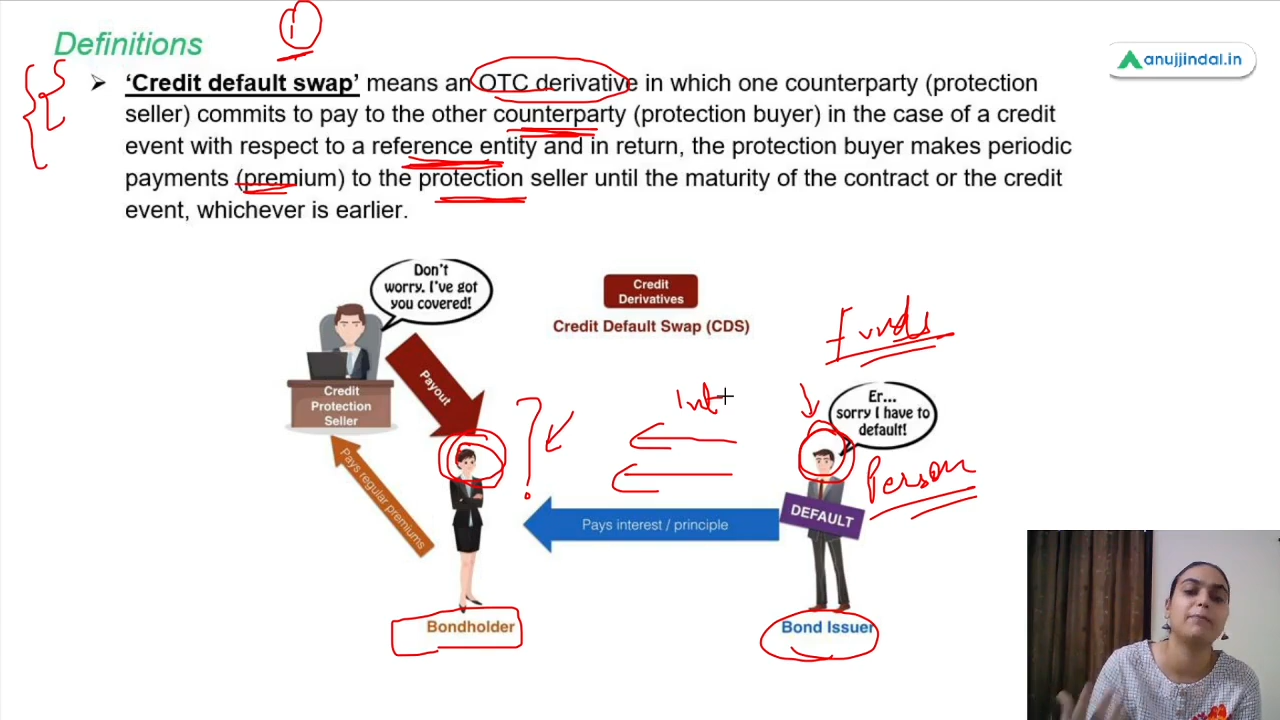 Definitions
1
anujjindal.in
➤ ‘Credit default swap’ means an OTC derivative in which one counterparty (protection
seller) commits to pay to the other counterparty (protection buyer) in the case of a credit
event with respect to a reference entity and in return, the protection buyer makes periodic
payments (premium) to the protection seller until the maturity of the contract or the credit
event, whichever is earlier.
Don't
worry. I've got
you covered!
Credit
Derivatives
Credit Default Swap (CDS)
Funds
Credit
Protection
Seller
Payout
Int
Er...
sorry I have to
default!
?
Person
Pays regular premiums
Pays interest / principle
DEFAULT
Bondholder
Bond Issuer